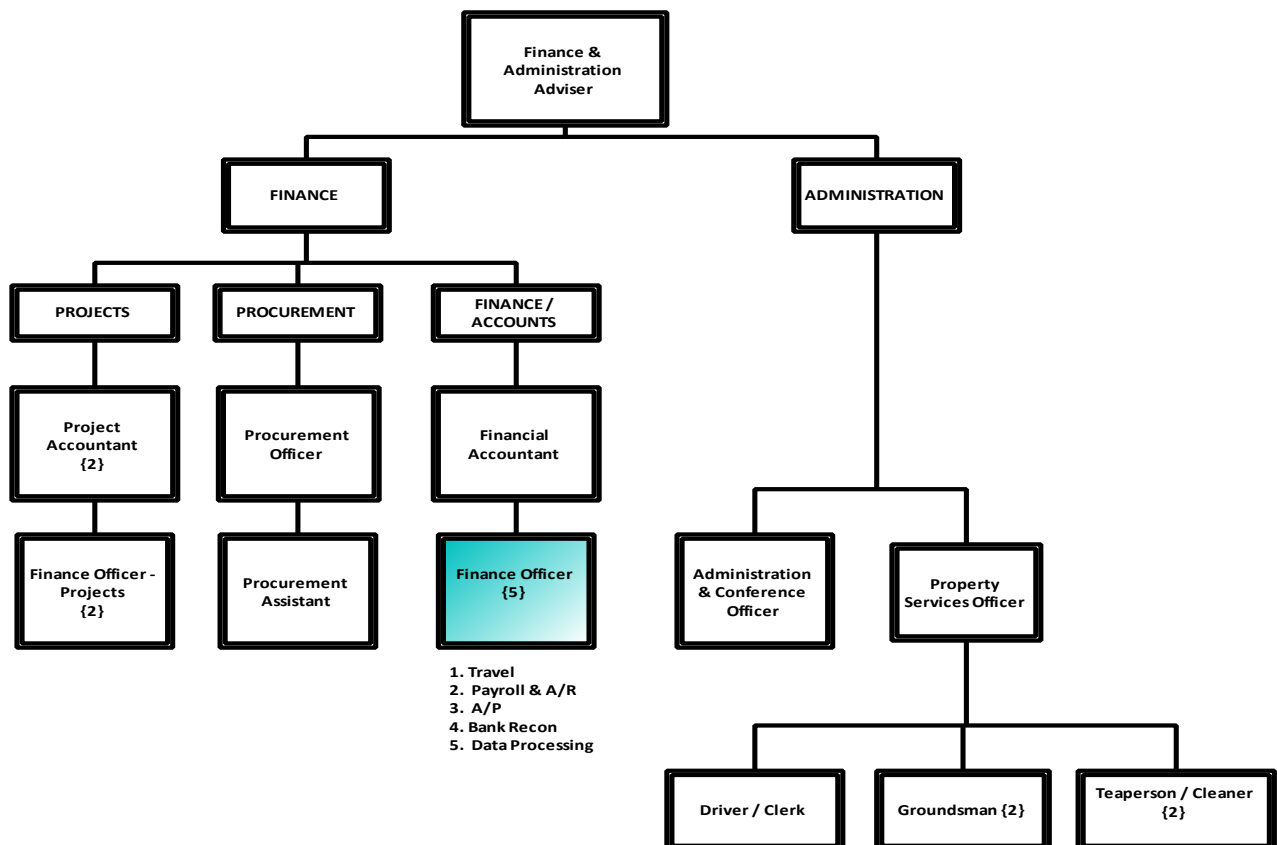 Finance &
Administration
Adviser
FINANCE
ADMINISTRATION
PROJECTS
PROCUREMENT
FINANCE /
ACCOUNTS
Project
Accountant
{2}
Procurement
Officer
Financial
Accountant
Finance Officer -
Projects
{2}
Procurement
Assistant
Finance Officer
{5}
Administration
& Conference
Officer
Property
Services Officer
1. Travel
2. Payroll & A/R
3. A/P
4. Bank Recon
5. Data Processing
Driver / Clerk
Groundsman {2}
Teaperson / Cleaner
{2}